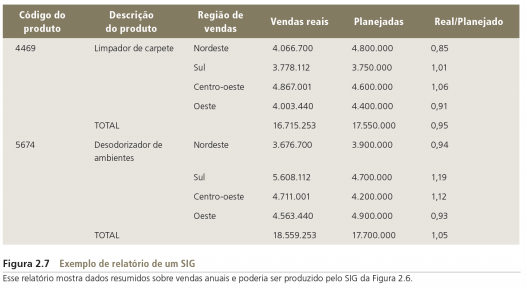 Código do produto Descrição do produto Região de vendas Vendas reais Planejadas Real/Planejado
4469 Limpador de carpete Nordeste 4.066.700 4.800.000 0,85
Sul 3.778.112 3.750.000 1,01
Centro-oeste 4.867.001 4.600.000 1,06
Oeste 4.003.440 4.400.000 0,91
TOTAL 16.715.253 17.550.000 0,95
5674 Desodorizador de ambientes Nordeste 3.676.700 3.900.000 0,94
Sul 5.608.112 4.700.000 1,19
Centro-oeste 4.711.001 4.200.000 1,12
Oeste 4.563.440 4.900.000 0,93
TOTAL 18.559.253 17.700.000 1,05
Figura 2.7 Exemplo de relatório de um SIG
Esse relatório mostra dados resumidos sobre vendas anuais e poderia ser produzido pelo SIG da Figura 2.6.